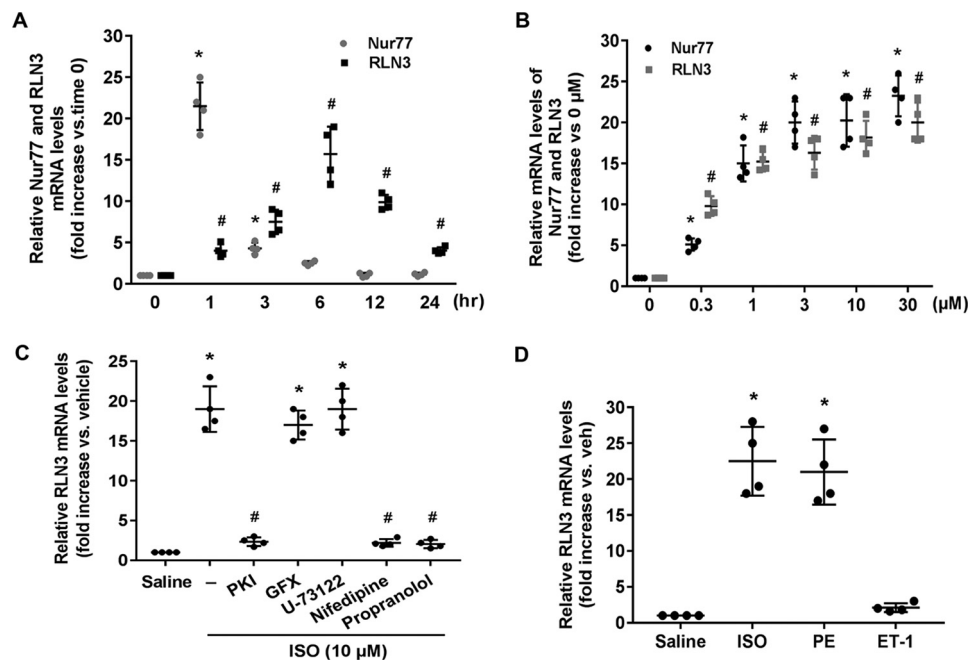 A
Relative Nur77 and RLN3
mRNA levels
(fold increase vs.time 0)
30
25
20
15
10
5
0
Nur77
RLN3
*
#
*
#
#
#
#
0 1 3 6 12 24 (hr)
B
Relative mRNA levels of
Nur77 and RLN3
(fold increase vs 0 µM)
30
25
20
15
10
5
0
Nur77
RLN3
*
#
*
#
*
#
*
#
*
#
0 0.3 1 3 10 30 (µM)
C
Relative RLN3 mRNA levels
(fold increase vs. vehicle)
25
20
15
10
5
0
*
#
*
*
#
#
Saline – PKI GFX U-73122 Nifedipine Propranolol
ISO (10 µM)
D
Relative RLN3 mRNA levels
(fold increase vs. veh)
30
25
20
15
10
5
0
*
*
Saline ISO PE ET-1